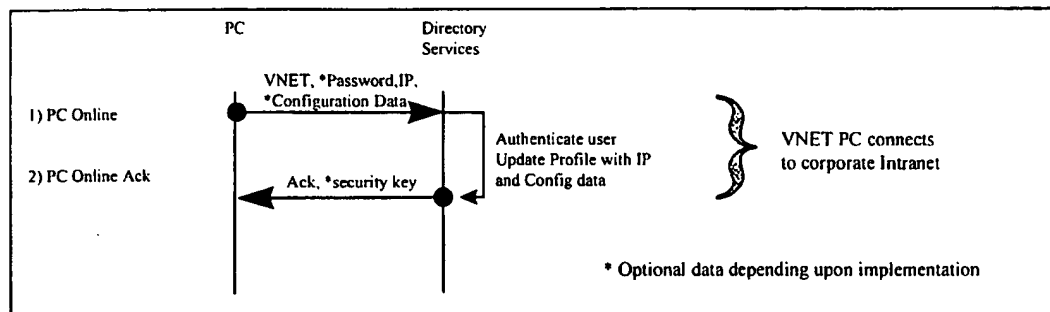 PC
Directory
Services
VNET, *Password,IP,
*Configuration Data
1) PC Online
Authenticate user
Update Profile with IP
and Config data
VNET PC connects
to corporate Intranet
2) PC Online Ack
Ack, *security key
* Optional data depending upon implementation